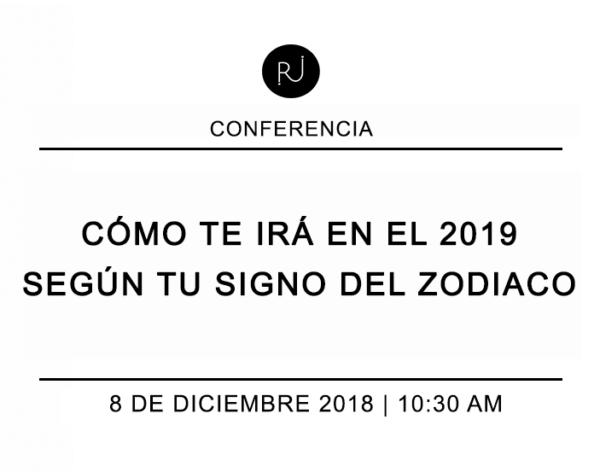 RJ
CONFERENCIA
CÓMO TE IRÁ EN EL 2019
SEGÚN TU SIGNO DEL ZODIACO
8 DE DICIEMBRE 2018 | 10:30 AM